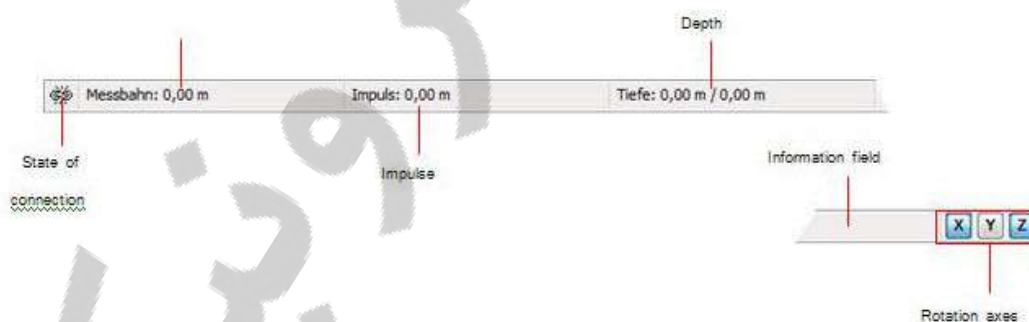 Depth
Messbahn: 0,00 m Impuls: 0,00 m Tiefe: 0,00 m / 0,00 m
State of
connection
Impulse
Information field
X Y Z
Rotation axes